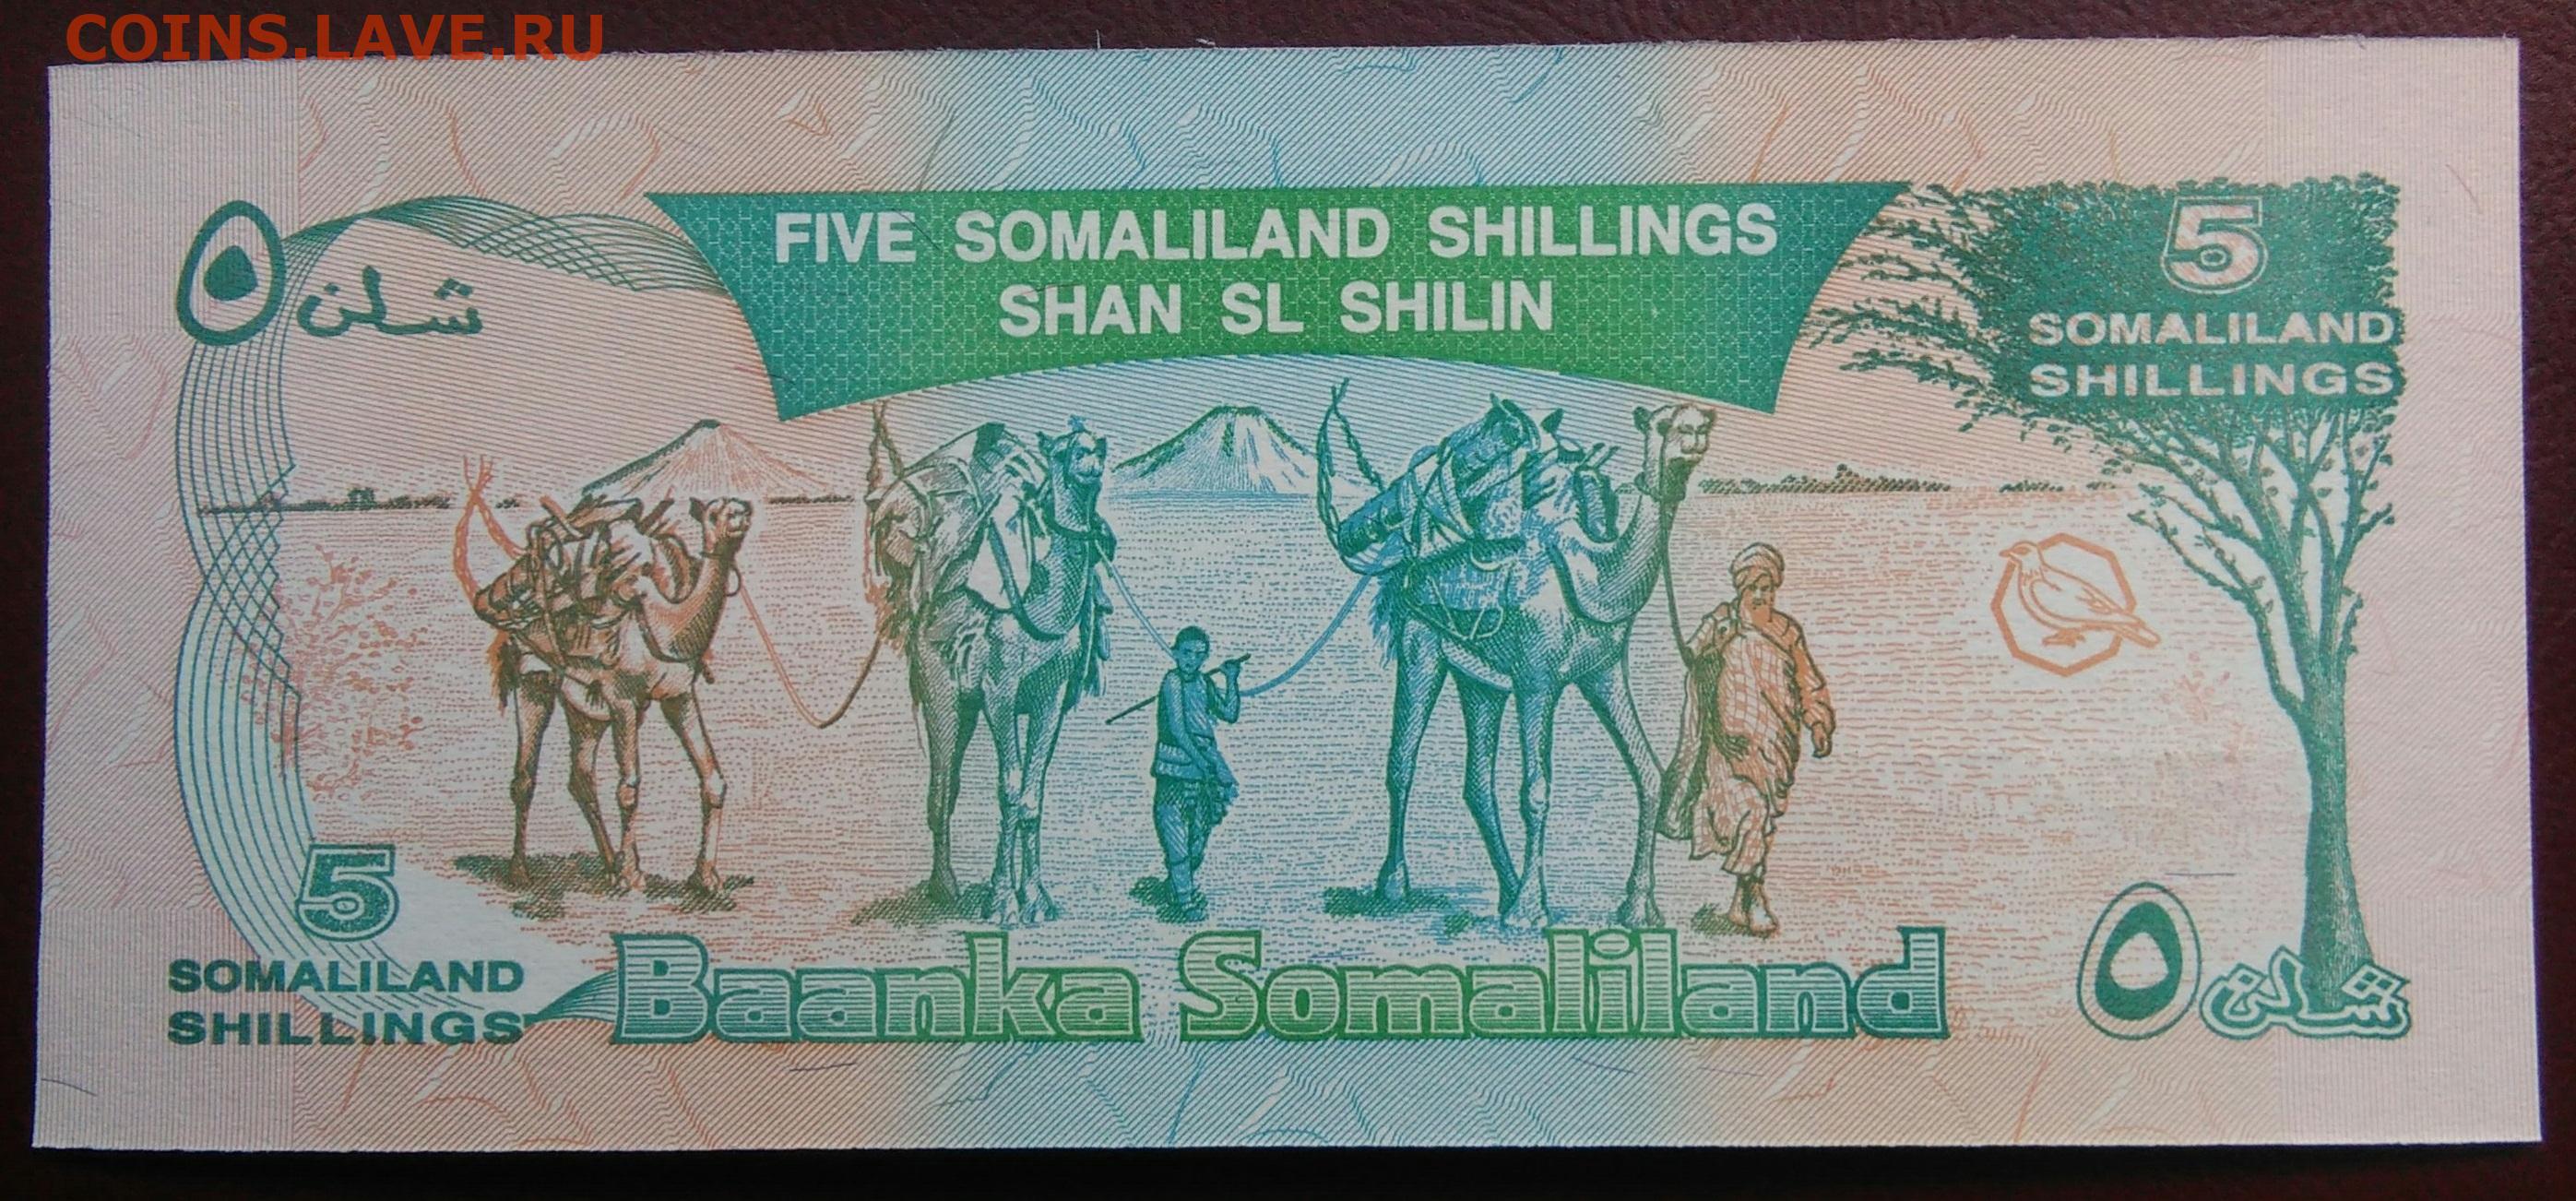 COINS.LAVE.RU
FIVE SOMALILAND SHILLINGS
SHAN SL SHILIN
٥ شلن
5
SOMALILAND
SHILLINGS
5
SOMALILAND
SHILLINGS
Baanka Somaliland
٥ شلن